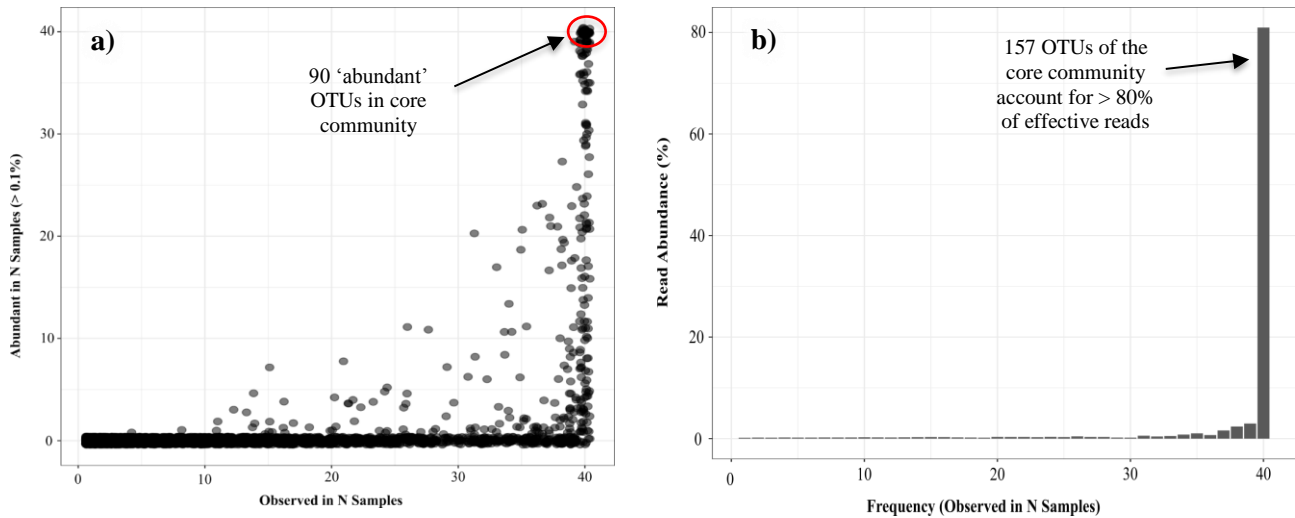 a)
90 ‘abundant’
OTUs in core
community
Abundant in N Samples (> 0.1%)
40
30
20
10
0
0 10 20 30 40
Observed in N Samples
b)
157 OTUs of the
core community
account for > 80%
of effective reads
Read Abundance (%)
80
60
40
20
0
0 10 20 30 40
Frequency (Observed in N Samples)